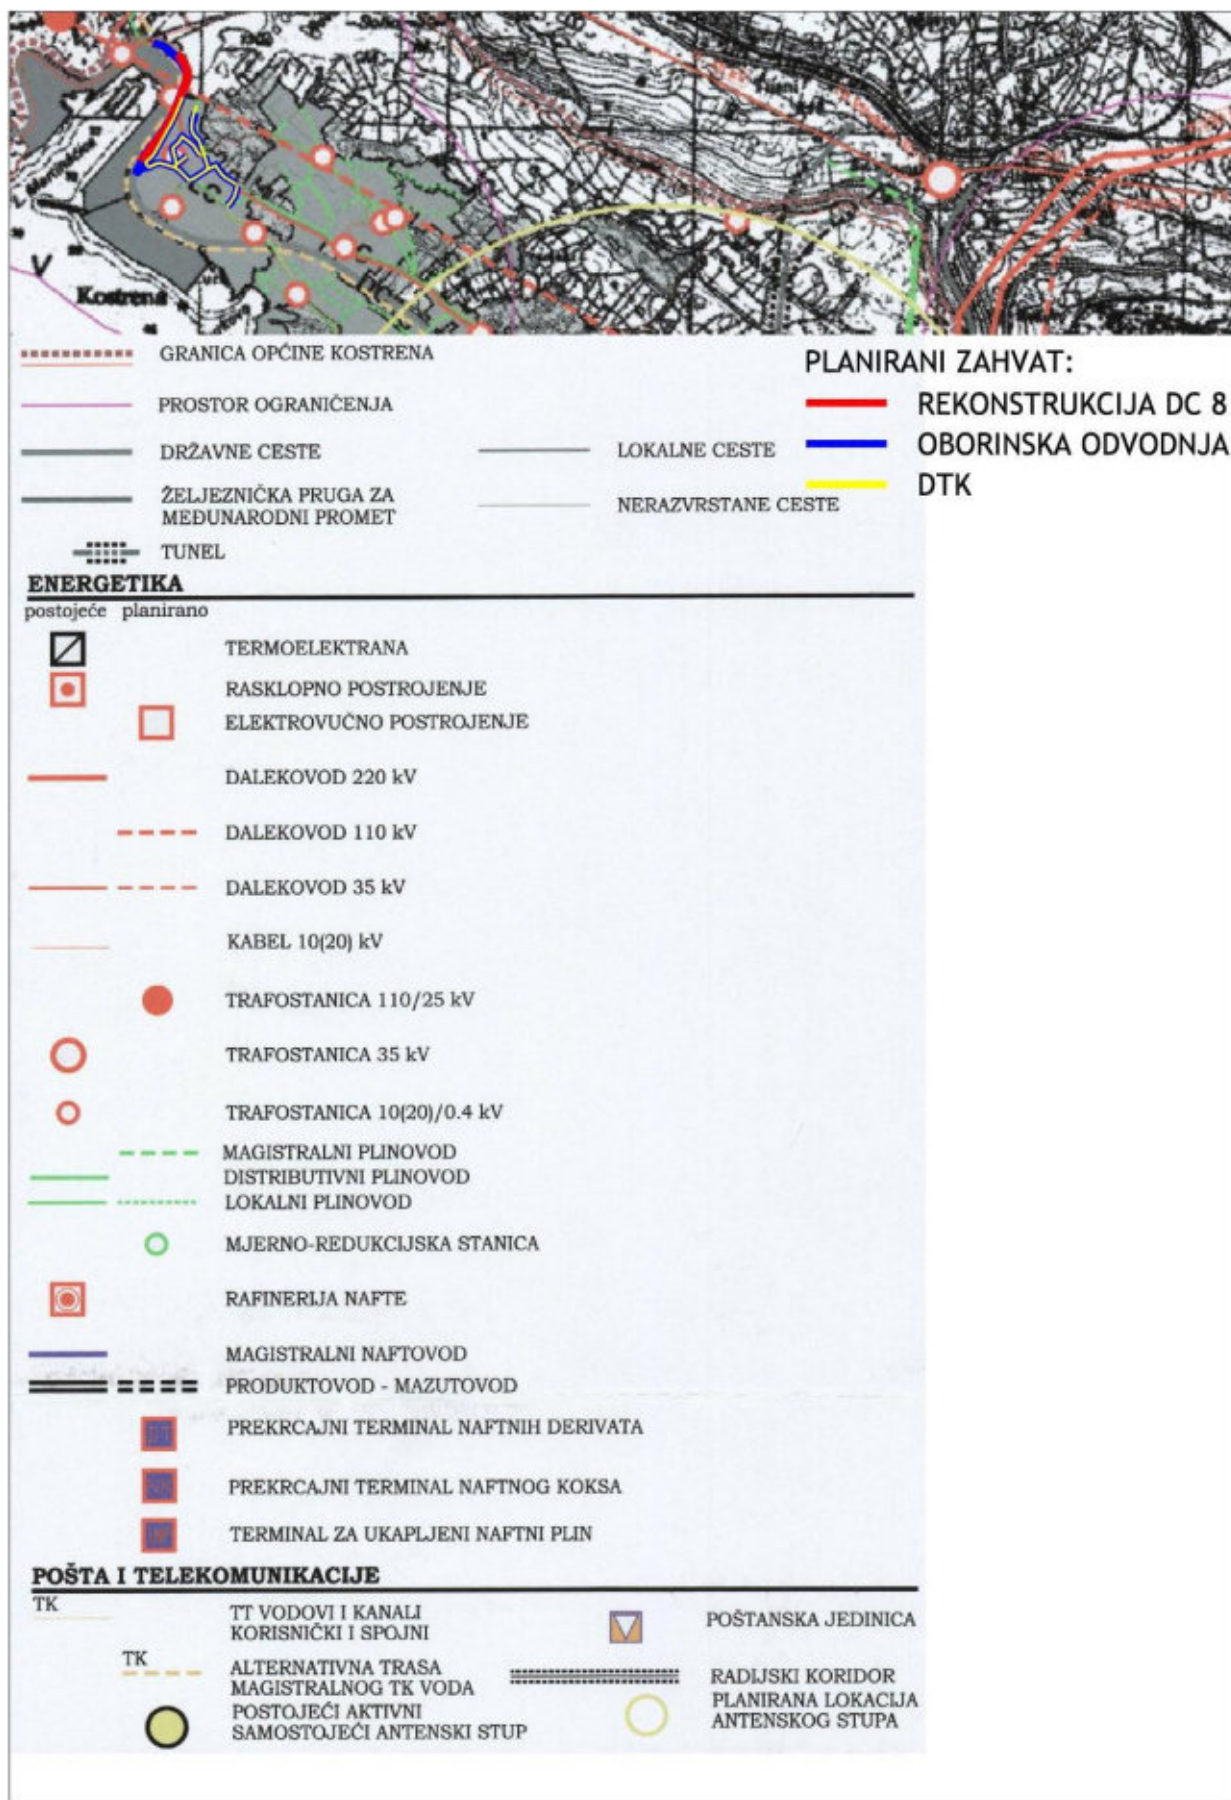 Martinšćica
Kostrena
GRANICA OPĆINE KOSTRENA
PROSTOR OGRANIČENJA
DRŽAVNE CESTE
ŽELJEZNIČKA PRUGA ZA
MEĐUNARODNI PROMET
TUNEL
LOKALNE CESTE
NERAZVRSTANE CESTE
PLANIRANI ZAHVAT:
REKONSTRUKCIJA DC 8
OBORINSKA ODVODNJA
DTK
ENERGETIKA
postojeće planirano
TERMOELEKTRANA
RASKLOPNO POSTROJENJE
ELEKTROVUČNO POSTROJENJE
DALEKOVOD 220 kV
DALEKOVOD 110 kV
DALEKOVOD 35 kV
KABEL 10(20) kV
TRAFOSTANICA 110/25 kV
TRAFOSTANICA 35 kV
TRAFOSTANICA 10(20)/0.4 kV
MAGISTRALNI PLINOVOD
DISTRIBUTIVNI PLINOVOD
LOKALNI PLINOVOD
MJERNO-REDUKCIJSKA STANICA
RAFINERIJA NAFTE
MAGISTRALNI NAFTOVOD
PRODUKTOVOD - MAZUTOVOD
PREKRCAJNI TERMINAL NAFTNIH DERIVATA
PREKRCAJNI TERMINAL NAFTNOG KOKSA
TERMINAL ZA UKAPLJENI NAFTNI PLIN
POŠTA I TELEKOMUNIKACIJE
TK
TT VODOVI I KANALI
KORISNIČKI I SPOJNI
TK
ALTERNATIVNA TRASA
MAGISTRALNOG TK VODA
POSTOJEĆI AKTIVNI
SAMOSTOJEĆI ANTENSKI STUP
POŠTANSKA JEDINICA
RADIJSKI KORIDOR
PLANIRANA LOKACIJA
ANTENSKOG STUPA